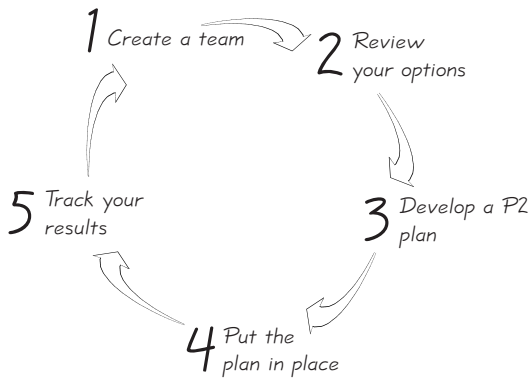 1 Create a team
2 Review
your options
3 Develop a P2
plan
4 Put the
plan in place
5 Track your
results